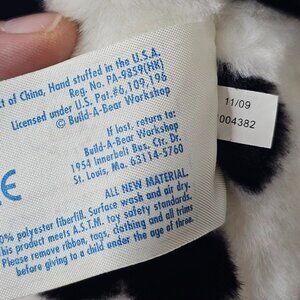 t of China, Hand stuffed in the U.S.A.
Reg. No. PA-9859(HK)
Licensed under U.S. Pat. # 6,109,196
© Build-A-Bear Workshop
If lost, return to:
Build-A-Bear Workshop
1954 Innerbelt Bus. Ctr. Dr.
St. Louis, Mo. 63114-5760
CE
ALL NEW MATERIAL
0% polyester fiberfill. Surface wash and air dry.
This product meets A.S.T.M. toy safety standards.
Please remove ribbon, tags, clothing and all trims
before giving to a child under the age of three.
11/09
004382